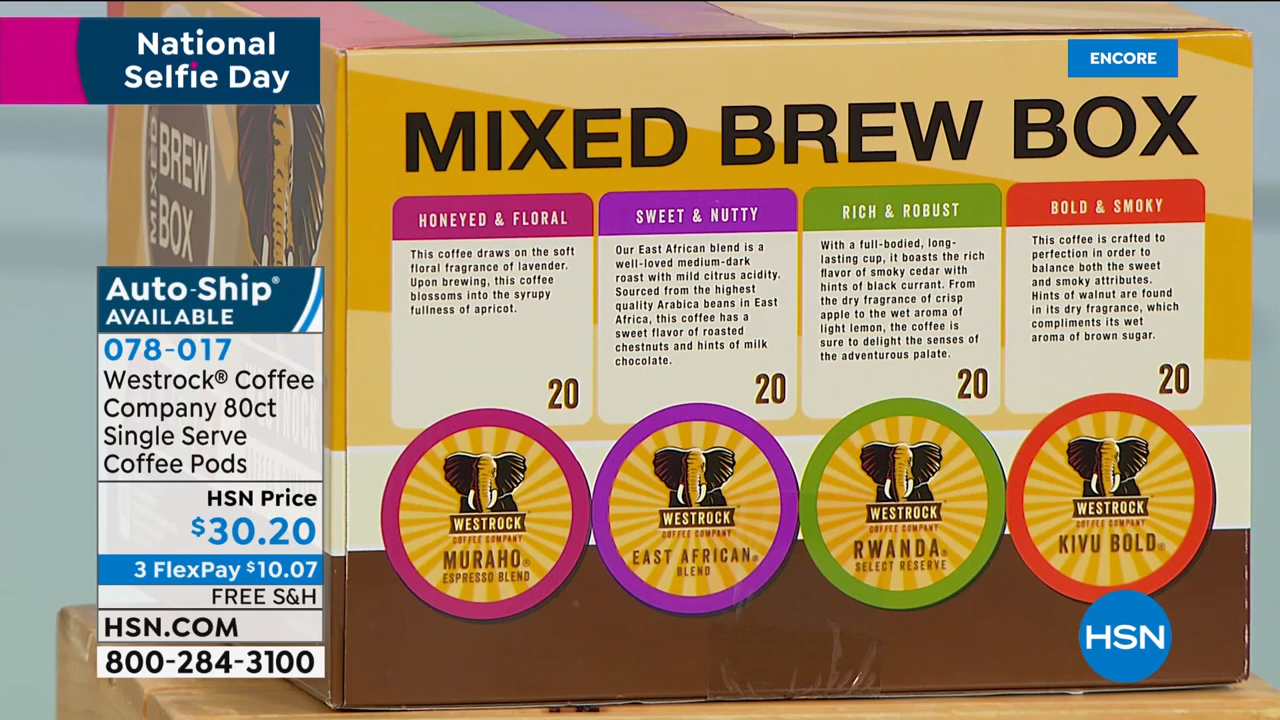 National
Selfie Day
ENCORE
MIXED
BREW
BOX
MIXED BREW BOX
HONEYED & FLORAL
This coffee draws on the soft
floral fragrance of lavender.
Upon brewing, this coffee
blossoms into the syrupy
fullness of apricot.
20
SWEET & NUTTY
Our East African blend is a
well-loved medium-dark
roast with mild citrus acidity.
Sourced from the highest
quality Arabica beans in East
Africa, this coffee has a
sweet flavor of roasted
chestnuts and hints of milk
chocolate.
20
RICH & ROBUST
With a full-bodied, long-
lasting cup, it boasts the rich
flavor of smoky cedar with
hints of black currant. From
the dry fragrance of crisp
apple to the wet aroma of
light lemon, the coffee is
sure to delight the senses of
the adventurous palate.
20
BOLD & SMOKY
This coffee is crafted to
perfection in order to
balance both the sweet
and smoky attributes.
Hints of walnut are found
in its dry fragrance, which
compliments its wet
aroma of brown sugar.
20
WESTROCK
COFFEE COMPANY
MURAHO®
ESPRESSO BLEND
WESTROCK
COFFEE COMPANY
EAST AFRICAN®
BLEND
WESTROCK
COFFEE COMPANY
RWANDA®
SELECT RESERVE
WESTROCK
COFFEE COMPANY
KIVU BOLD®
Auto-Ship®
AVAILABLE
078-017
Westrock® Coffee
Company 80ct
Single Serve
Coffee Pods
HSN Price
$30.20
3 FlexPay $10.07
FREE S&H
HSN.COM
800-284-3100
HSN